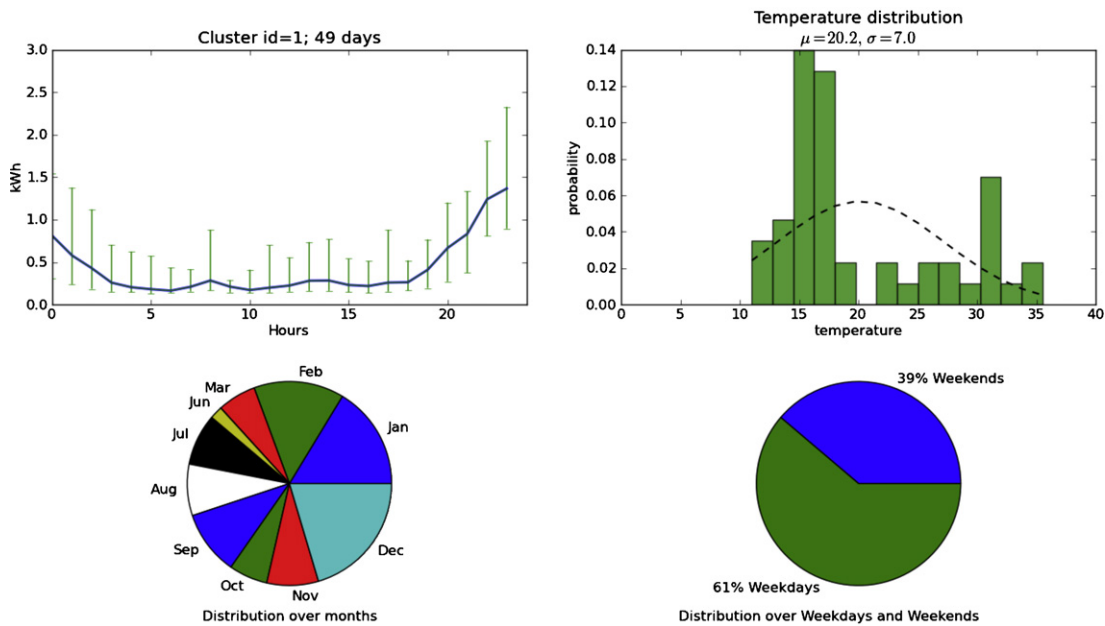 Cluster id=1; 49 days
3.0
2.5
2.0
1.5
1.0
0.5
0.0
kWh
0
5
10
15
20
Hours
Temperature distribution
μ=20.2, σ=7.0
0.14
0.12
0.10
0.08
0.06
0.04
0.02
0.00
probability
0
5
10
15
20
25
30
35
40
temperature
Feb
Mar
Jun
Jan
Jul
Aug
Sep
Dec
Oct
Nov
Distribution over months
39% Weekends
61% Weekdays
Distribution over Weekdays and Weekends